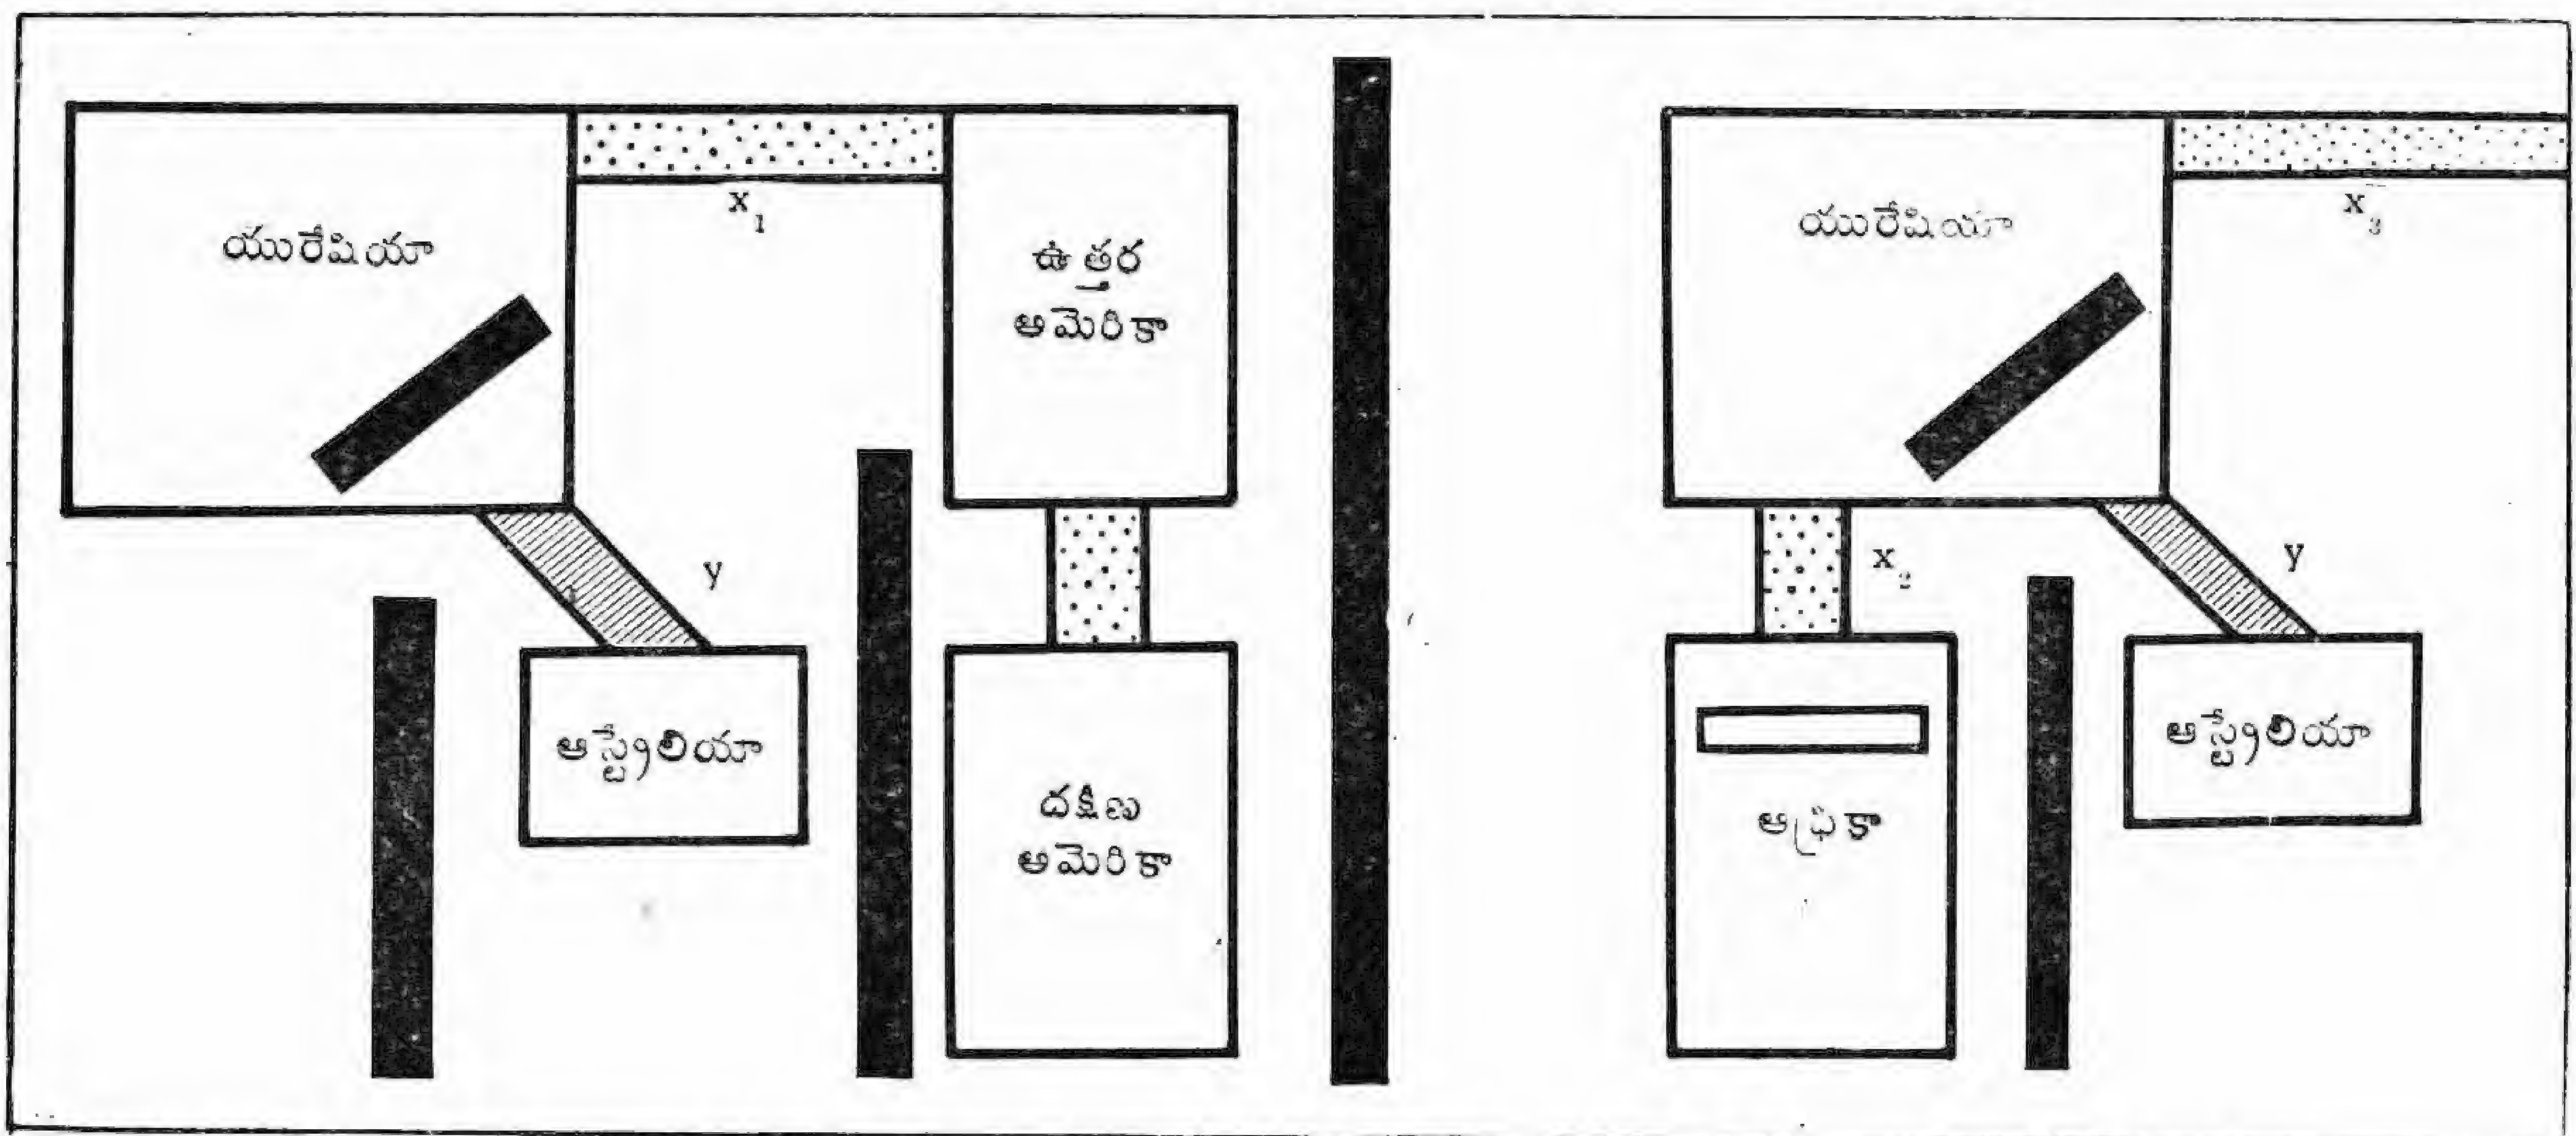 యురేషియా
x1
ఉత్తర
అమెరికా
y
ఆస్ట్రేలియా
దక్షిణ
అమెరికా
యురేషియా
x3
x2
y
ఆఫ్రికా
ఆస్ట్రేలియా